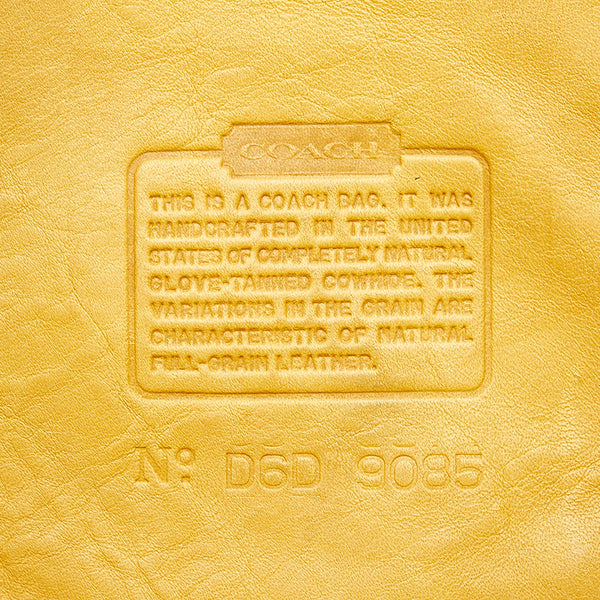 COACH
THIS IS A COACH BAG. IT WAS
HANDCRAFTED IN THE UNITED
STATES OF COMPLETELY NATURAL
GLOVE-TANNED COWHIDE. THE
VARIATIONS IN THE GRAIN ARE
CHARACTERISTIC OF NATURAL
FULL-GRAIN LEATHER.
Nº D6D 9085